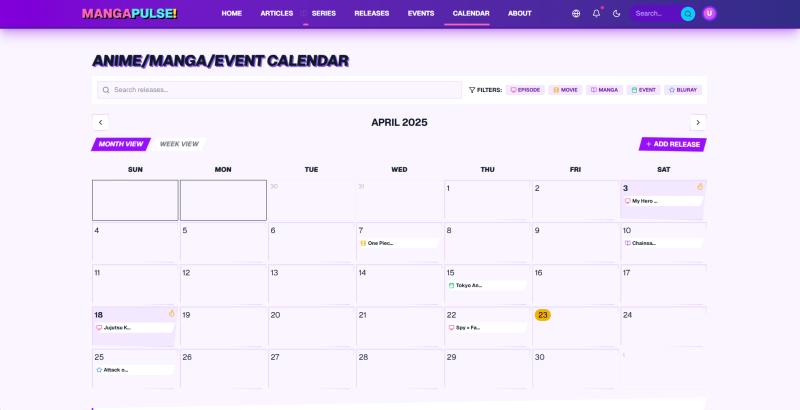 MANGAPULSE!
HOME ARTICLES SERIES RELEASES EVENTS CALENDAR ABOUT Search... U
ANIME/MANGA/EVENT CALENDAR
Search releases... FILTERS: EPISODE MOVIE MANGA EVENT BLURAY
APRIL 2025
MONTH VIEW WEEK VIEW + ADD RELEASE
SUN MON TUE WED THU FRI SAT
30 31 1 2 3
My Hero ...
4 5 6 7 8 9 10
One Piec... Chainsa...
11 12 13 14 15 16 17
Tokyo An...
18 19 20 21 22 23 24
Jujutsu K... Spy × Fa...
25 26 27 28 29 30 1
Attack o...